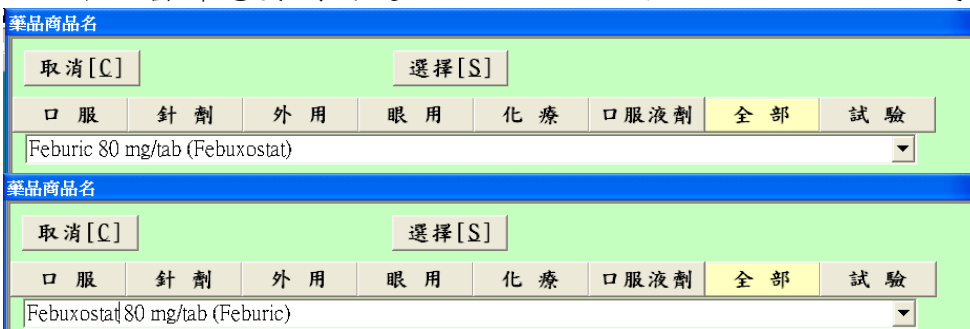 藥品商品名
取消[C] 選擇[S]
口服 針劑 外用 眼用 化療 口服液劑 全部 試驗
Feburic 80 mg/tab (Febuxostat)
藥品商品名
取消[C] 選擇[S]
口服 針劑 外用 眼用 化療 口服液劑 全部 試驗
Febuxostat 80 mg/tab (Feburic)